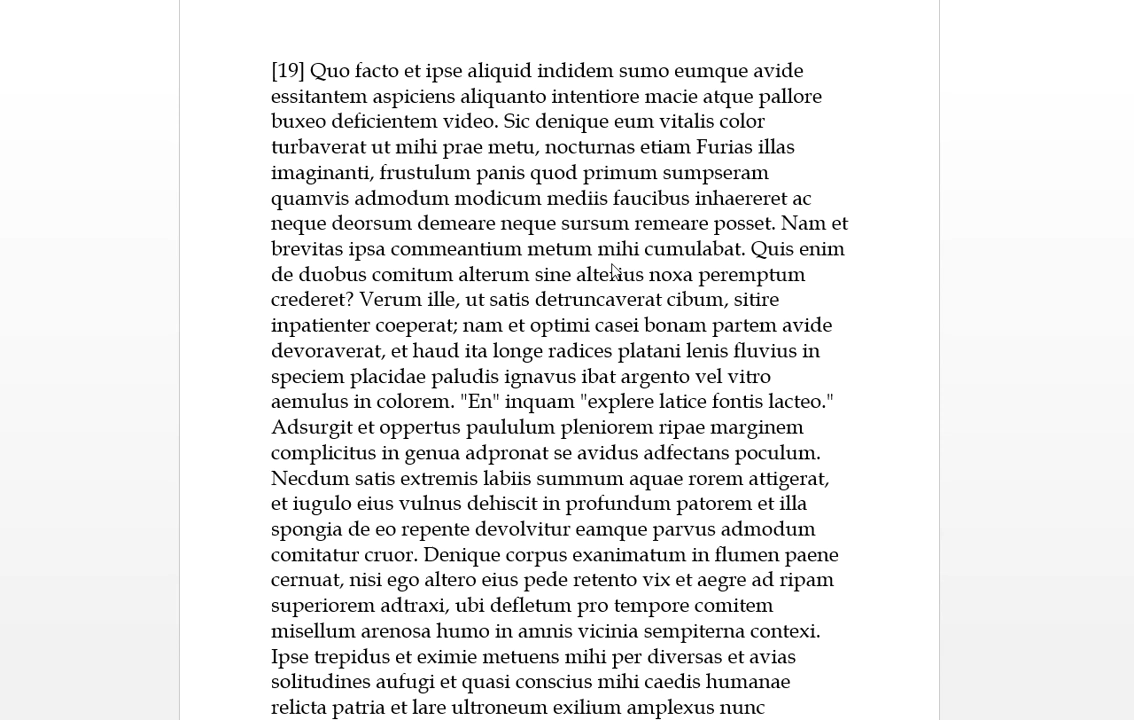 [19] Quo facto et ipse aliquid indidem sumo eumque avide
essitantem aspiciens aliquanto intentiore macie atque pallore
buxeo deficientem video. Sic denique eum vitalis color
turbaverat ut mihi prae metu, nocturnas etiam Furias illas
imaginanti, frustulum panis quod primum sumpseram
quamvis admodum modicum mediis faucibus inhaereret ac
neque deorsum demeare neque sursum remeare posset. Nam et
brevitas ipsa commeantium metum mihi cumulabat. Quis enim
de duobus comitum alterum sine alterius noxa peremptum
crederet? Verum ille, ut satis detruncaverat cibum, sitire
inpatienter coeperat; nam et optimi casei bonam partem avide
devoraverat, et haud ita longe radices platani lenis fluvius in
speciem placidae paludis ignavus ibat argento vel vitro
aemulus in colorem. "En" inquam "explere latice fontis lacteo."
Adsurgit et oppertus paululum pleniorem ripae marginem
complicitus in genua adpronat se avidus adfectans poculum.
Necdum satis extremis labiis summum aquae rorem attigerat,
et iugulo eius vulnus dehiscit in profundum patorem et illa
spongia de eo repente devolvitur eamque parvus admodum
comitatur cruor. Denique corpus exanimatum in flumen paene
cernuat, nisi ego altero eius pede retento vix et aegre ad ripam
superiorem adtraxi, ubi defletum pro tempore comitem
misellum arenosa humo in amnis vicinia sempiterna contexi.
Ipse trepidus et eximie metuens mihi per diversas et avias
solitudines aufugi et quasi conscius mihi caedis humanae
relicta patria et lare ultroneum exilium amplexus nunc